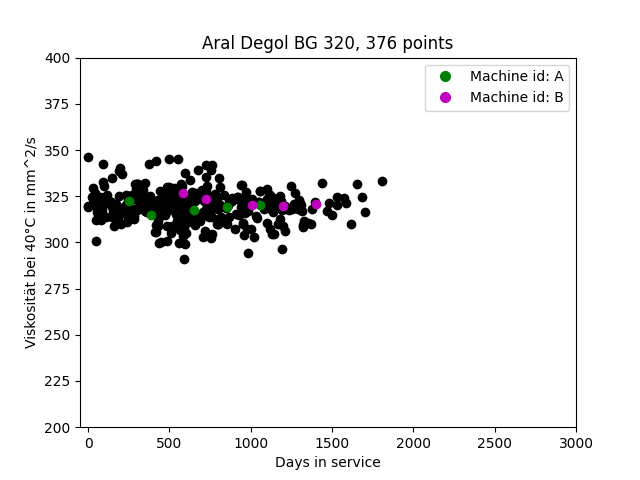 Aral Degol BG 320, 376 points
Machine id: A
Machine id: B
Viskosität bei 40°C in mm^2/s
400
375
350
325
300
275
250
225
200
0 500 1000 1500 2000 2500 3000
Days in service